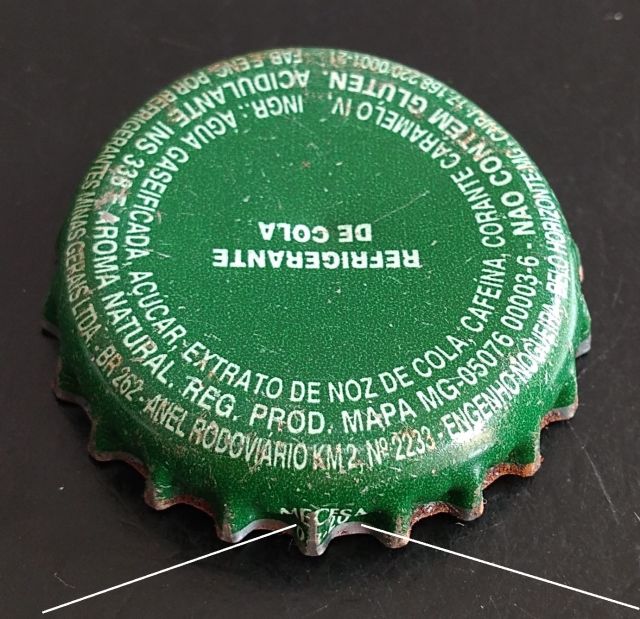 REFRIGERANTE
DE COLA
INGR.: ÁGUA GASEIFICADA, AÇÚCAR, EXTRATO DE NOZ DE COLA, CAFEÍNA, CORANTE CARAMELO IV,
ACIDULANTE INS 338 E AROMA NATURAL. REG. PROD. MAPA MG-05076 00003-6 - NÃO CONTÉM GLÚTEN.
FAB. E ENG. POR REFRIGERANTES MINAS GERAIS LTDA. BR 262 - ANEL RODOVIÁRIO KM 2, Nº 2233 - ENGENHO NOGUEIRA - BELO HORIZONTE/MG
MECESA